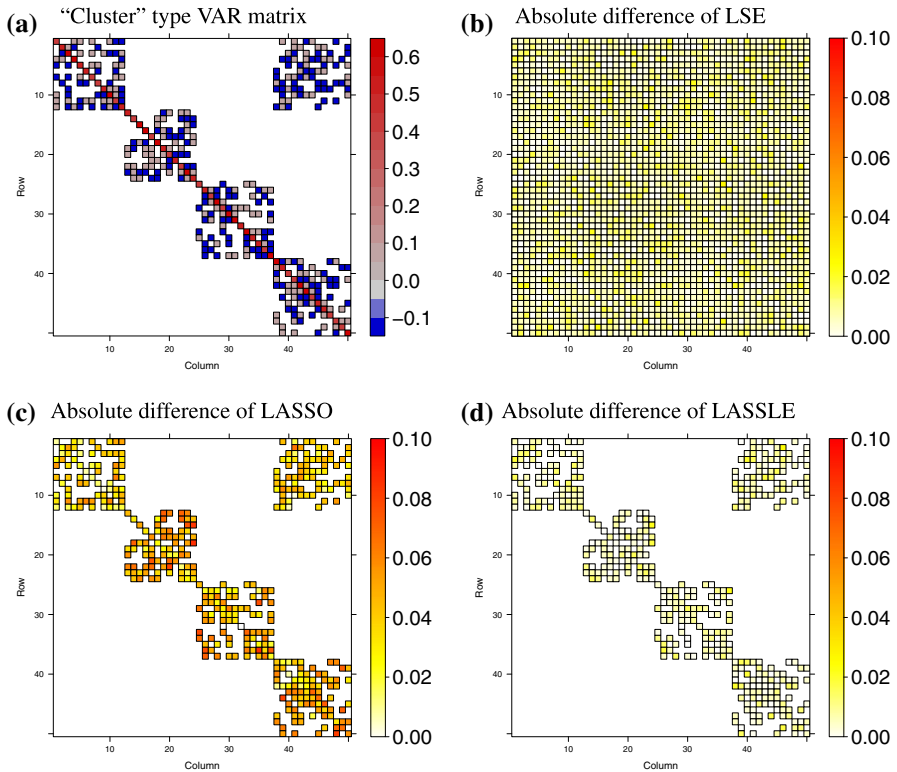 (a) “Cluster” type VAR matrix
Row
10
20
30
40
10 20 30 40
Column
0.6
0.5
0.4
0.3
0.2
0.1
0.0
−0.1
(b) Absolute difference of LSE
Row
10
20
30
40
10 20 30 40
Column
0.10
0.08
0.06
0.04
0.02
0.00
(c) Absolute difference of LASSO
Row
10
20
30
40
10 20 30 40
Column
0.10
0.08
0.06
0.04
0.02
0.00
(d) Absolute difference of LASSLE
Row
10
20
30
40
10 20 30 40
Column
0.10
0.08
0.06
0.04
0.02
0.00